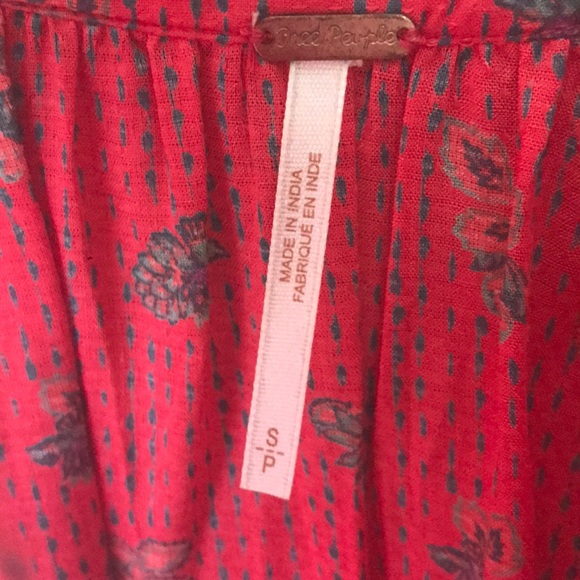 Free People
MADE IN INDIA
FABRIQUÉ EN INDE
S
P